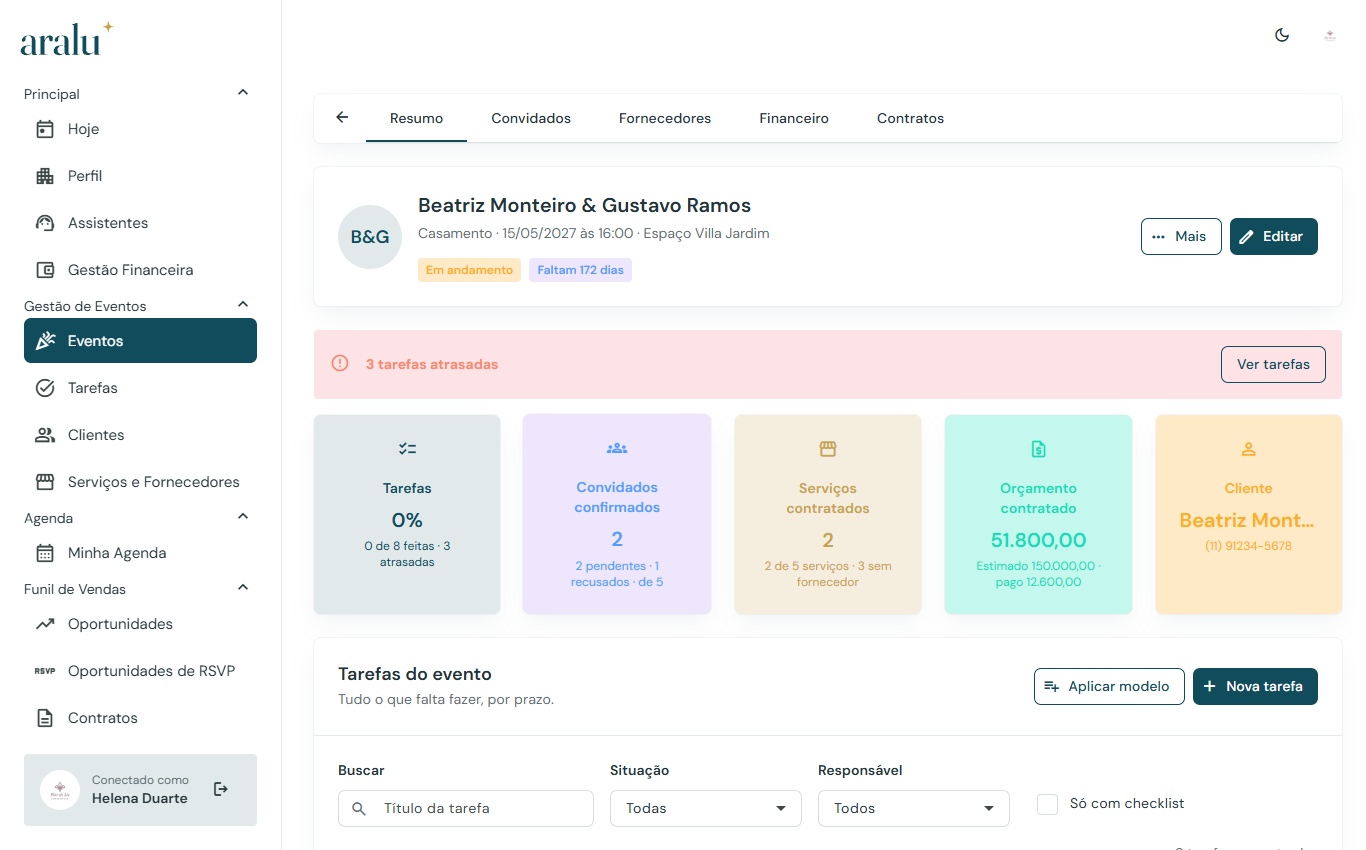 aralu
Principal
Hoje
Perfil
Assistentes
Gestão Financeira
Gestão de Eventos
Eventos
Tarefas
Clientes
Serviços e Fornecedores
Agenda
Minha Agenda
Funil de Vendas
Oportunidades
RSVP Oportunidades de RSVP
Contratos
Conectado como
Helena Duarte
Resumo Convidados Fornecedores Financeiro Contratos
B&G
Beatriz Monteiro & Gustavo Ramos
Casamento · 15/05/2027 às 16:00 · Espaço Villa Jardim
Em andamento Faltam 172 dias
Mais Editar
3 tarefas atrasadas
Ver tarefas
Tarefas
0%
0 de 8 feitas · 3
atrasadas
Convidados
confirmados
2
2 pendentes · 1
recusados · de 5
Serviços
contratados
2
2 de 5 serviços · 3 sem
fornecedor
Orçamento
contratado
51.800,00
Estimado 150.000,00 ·
pago 12.600,00
Cliente
Beatriz Mont...
(11) 91234-5678
Tarefas do evento
Tudo o que falta fazer, por prazo.
Aplicar modelo Nova tarefa
Buscar
Título da tarefa
Situação
Todas
Responsável
Todos
Só com checklist